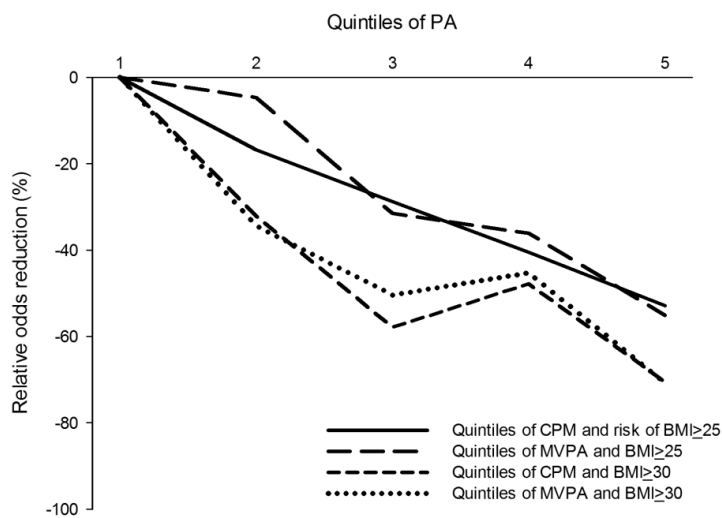 Quintiles of PA
1 2 3 4 5
0
-20
-40
-60
-80
-100
Relative odds reduction (%)
Quintiles of CPM and risk of BMI≥25
Quintiles of MVPA and BMI≥25
Quintiles of CPM and BMI≥30
Quintiles of MVPA and BMI≥30